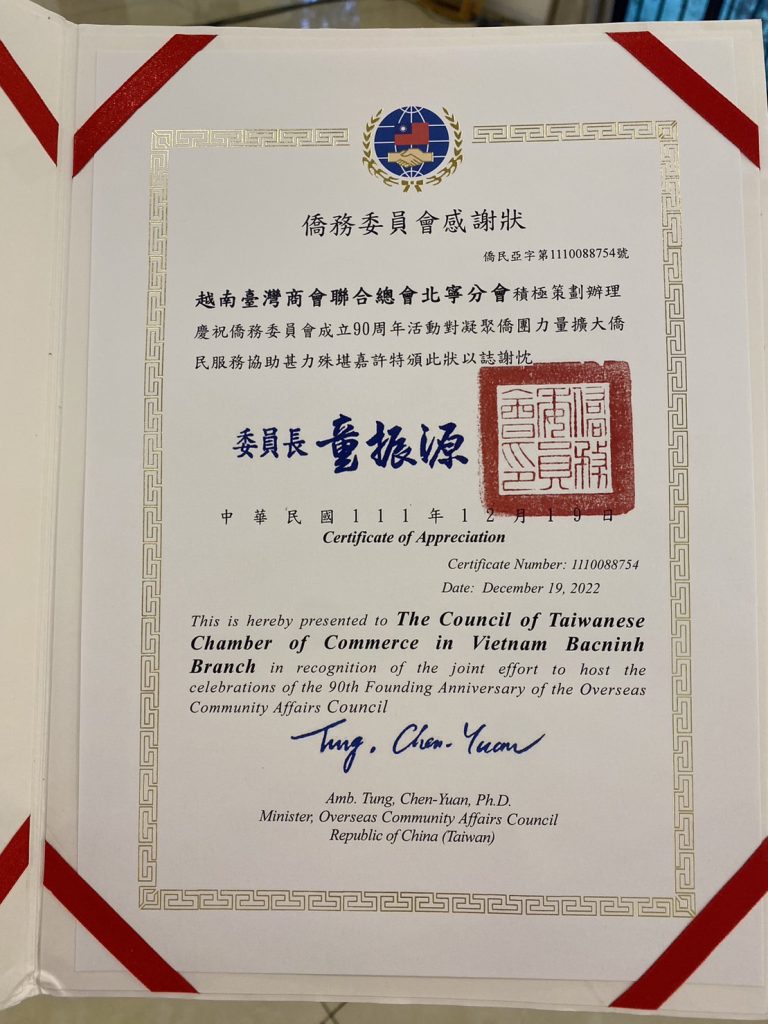 僑務委員會感謝狀
僑民亞字第1110088754號
越南臺灣商會聯合總會北寧分會積極策劃辦理
慶祝僑務委員會成立90周年活動對凝聚僑團力量擴大僑
民服務協助甚力殊堪嘉許特頒此狀以誌謝忱
委員長 童振源
僑務委員會印
中華民國111年12月19日
Certificate of Appreciation
Certificate Number: 1110088754
Date: December 19, 2022
This is hereby presented to The Council of Taiwanese
Chamber of Commerce in Vietnam Bacninh
Branch in recognition of the joint effort to host the
celebrations of the 90th Founding Anniversary of the Overseas
Community Affairs Council
Tung, Chen-Yuan
Amb. Tung, Chen-Yuan, Ph.D.
Minister, Overseas Community Affairs Council
Republic of China (Taiwan)